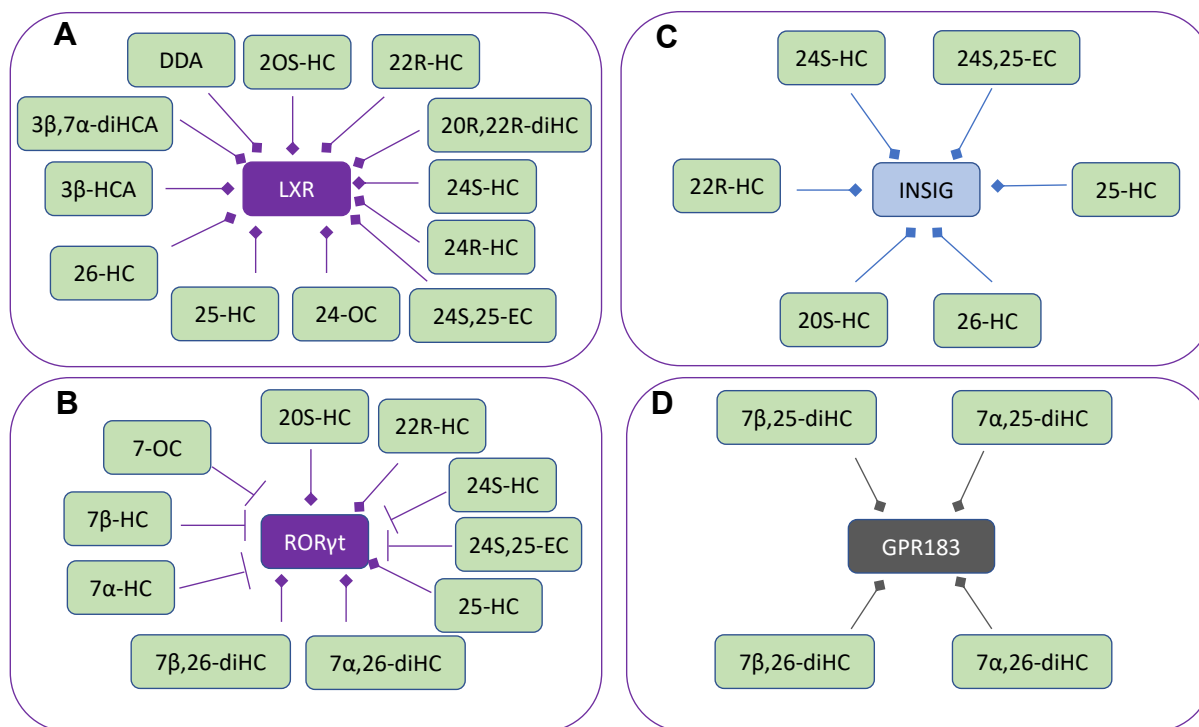 A
DDA
2OS-HC
22R-HC
3β,7α-diHCA
20R,22R-diHC
3β-HCA
LXR
24S-HC
24R-HC
26-HC
25-HC
24-OC
24S,25-EC
C
24S-HC
24S,25-EC
22R-HC
INSIG
25-HC
20S-HC
26-HC
B
20S-HC
22R-HC
7-OC
24S-HC
7β-HC
RORγt
24S,25-EC
7α-HC
25-HC
7β,26-diHC
7α,26-diHC
D
7β,25-diHC
7α,25-diHC
GPR183
7β,26-diHC
7α,26-diHC